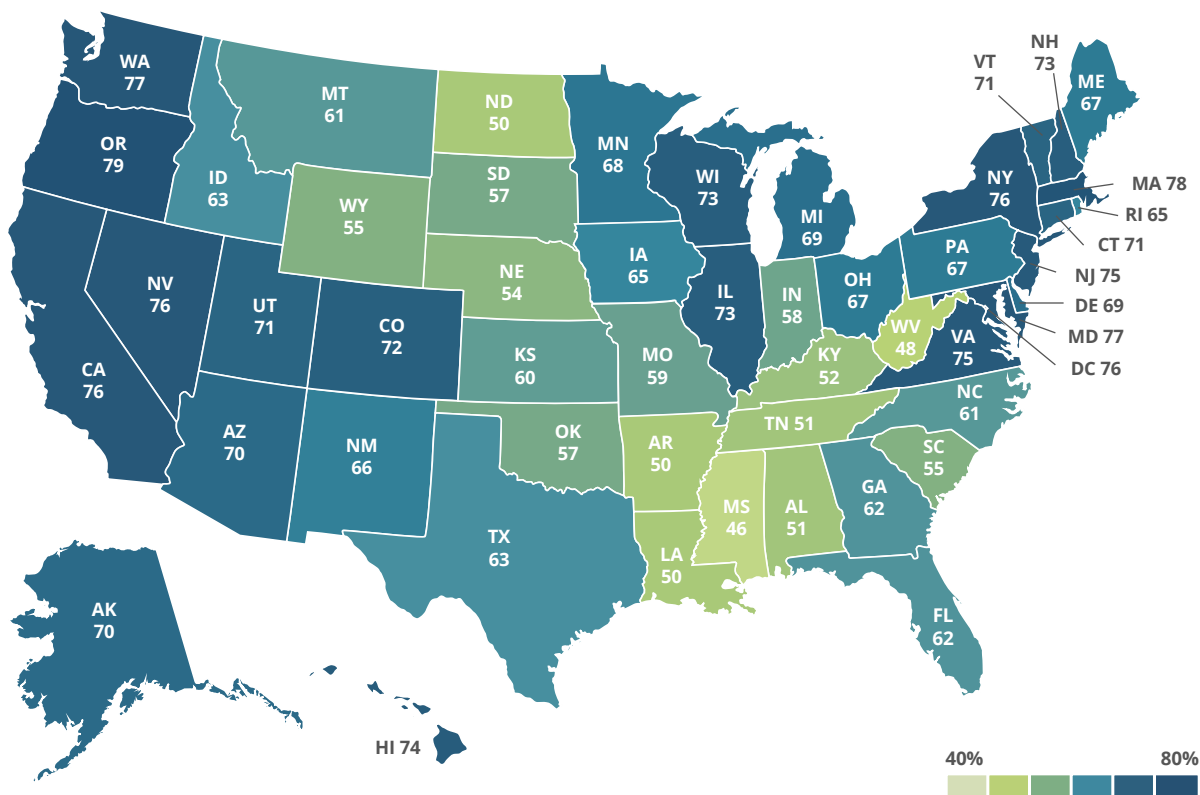 WA
77
OR
79
CA
76
NV
76
ID
63
MT
61
WY
55
UT
71
CO
72
AZ
70
NM
66
ND
50
SD
57
NE
54
KS
60
OK
57
TX
63
MN
68
IA
65
MO
59
AR
50
LA
50
WI
73
IL
73
MI
69
IN
58
OH
67
KY
52
TN 51
MS
46
AL
51
GA
62
FL
62
SC
55
NC
61
VA
75
WV
48
PA
67
NY
76
VT
71
NH
73
ME
67
MA 78
RI 65
CT 71
NJ 75
DE 69
MD 77
DC 76
AK
70
HI 74
40%
80%